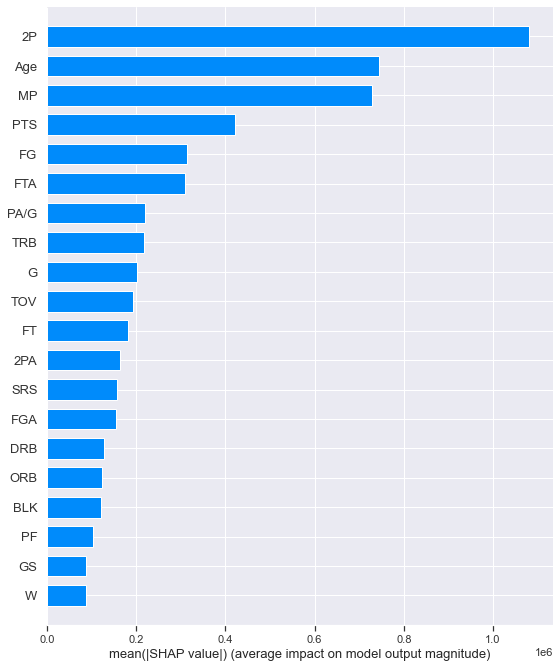 2P
Age
MP
PTS
FG
FTA
PA/G
TRB
G
TOV
FT
2PA
SRS
FGA
DRB
ORB
BLK
PF
GS
W
0.0 0.2 0.4 0.6 0.8 1.0
1e6
mean(|SHAP value|) (average impact on model output magnitude)